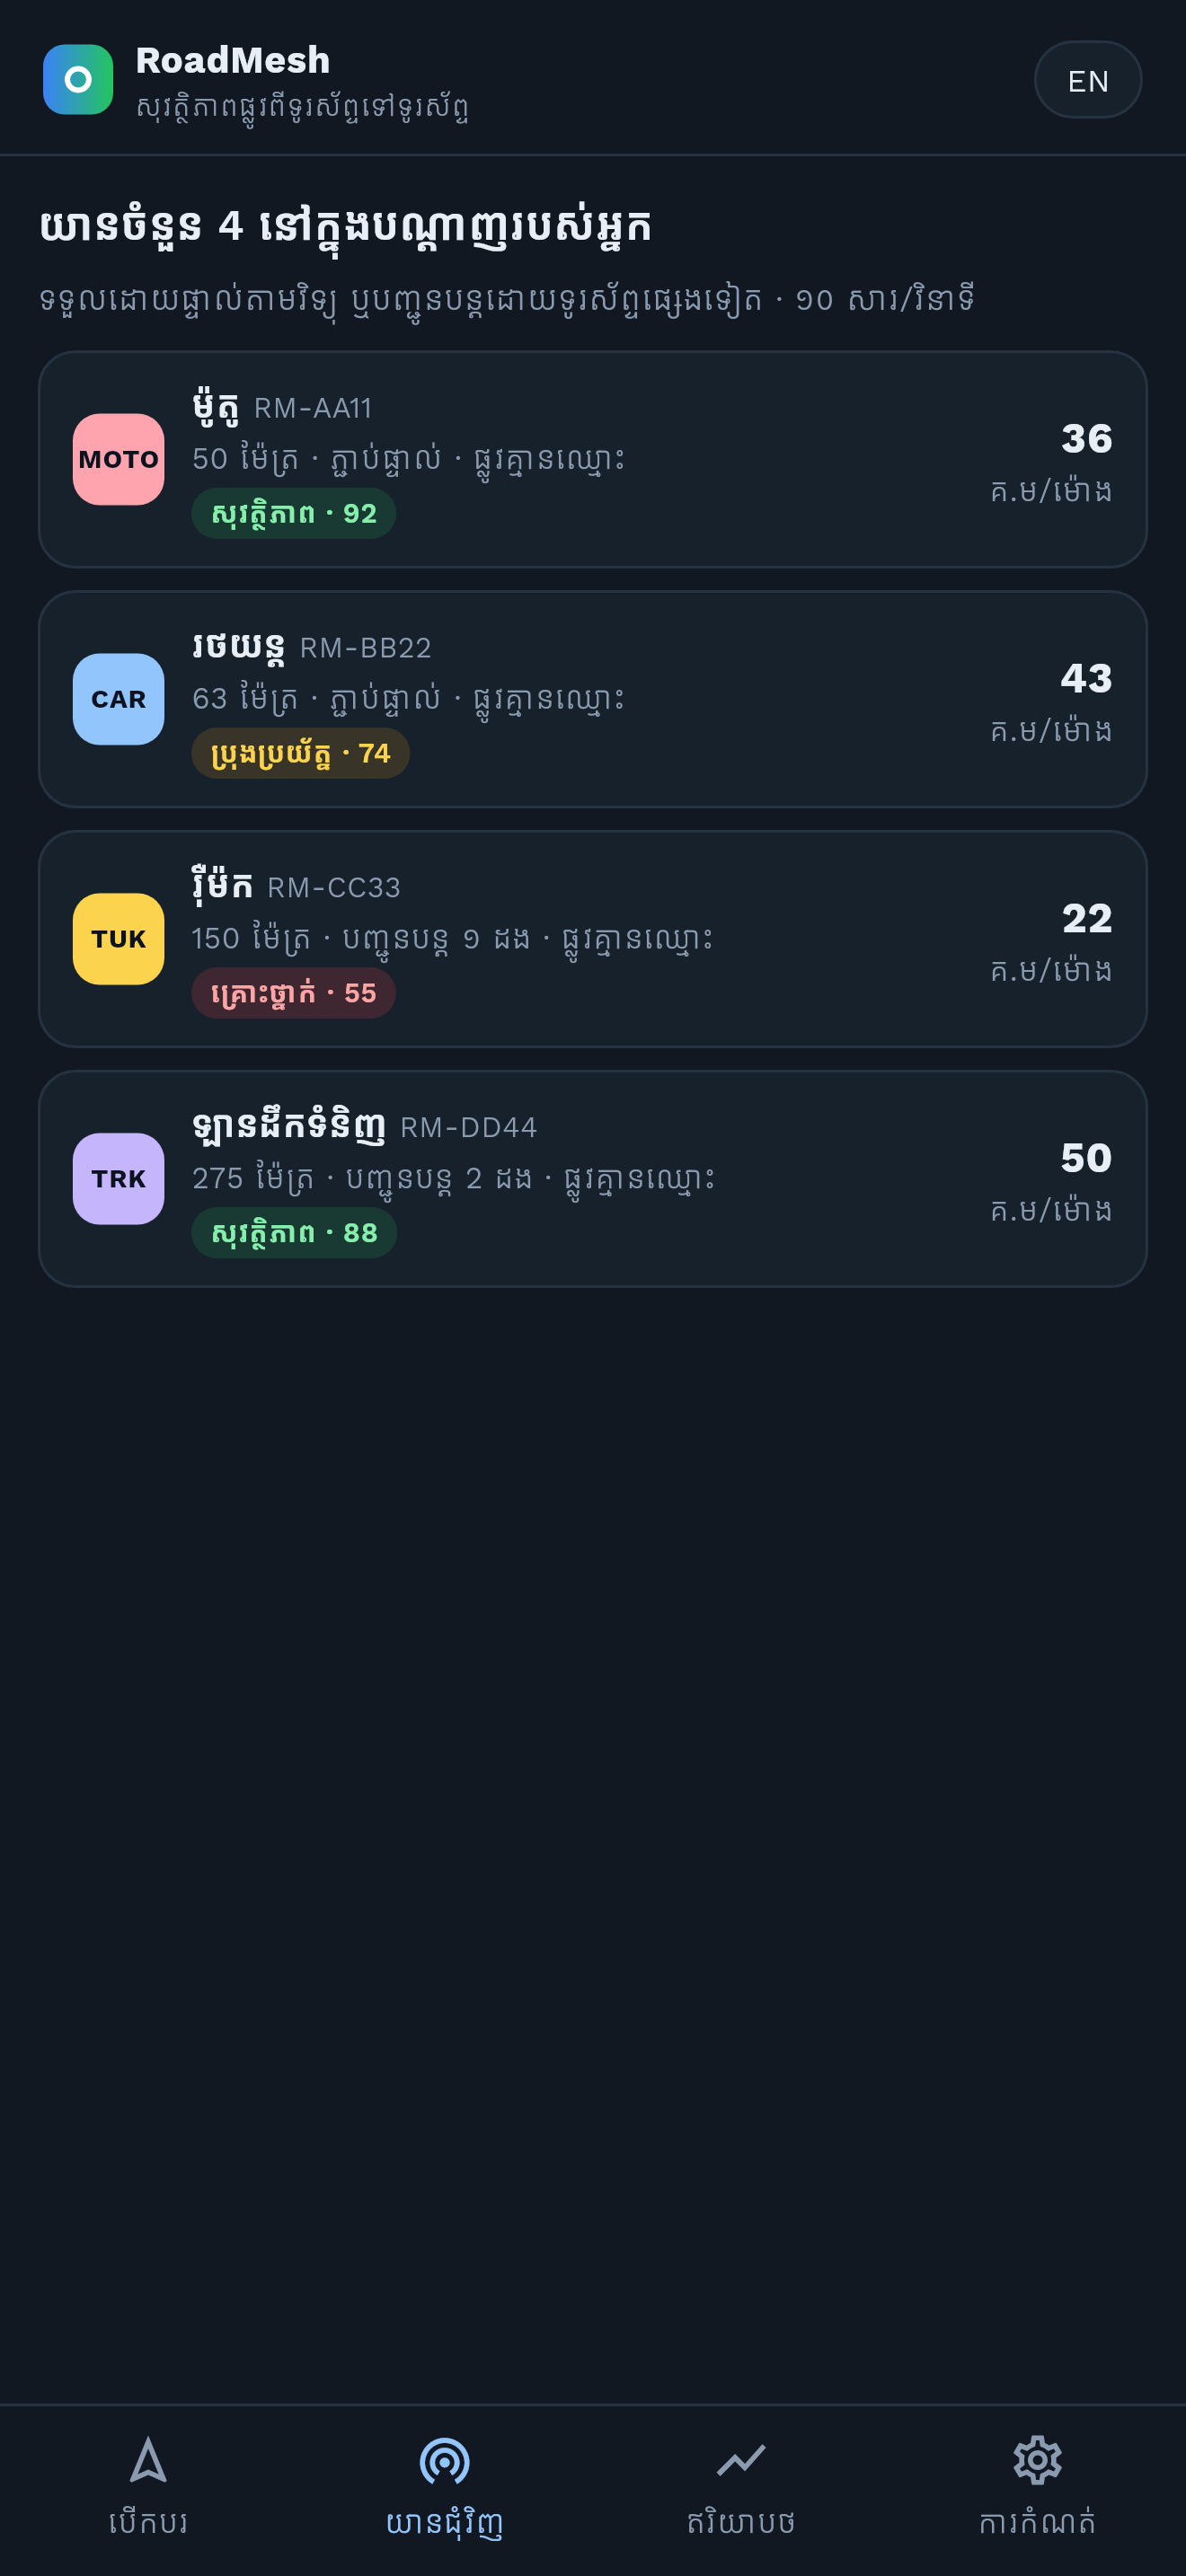 RoadMesh
សុវត្ថិភាពផ្លូវពីទូរស័ព្ទទៅទូរស័ព្ទ
EN
យានចំនួន 4 នៅក្នុងបណ្តាញរបស់អ្នក
ទទួលដោយផ្ទាល់តាមវិទ្យុ ឬបញ្ជូនបន្តដោយទូរស័ព្ទផ្សេងទៀត · ១០ សារ/វិនាទី
MOTO
ម៉ូតូ RM-AA11
50 ម៉ែត្រ · ភ្ជាប់ផ្ទាល់ · ផ្លូវគ្មានឈ្មោះ
សុវត្ថិភាព · 92
36
គ.ម/ម៉ោង
CAR
រថយន្ត RM-BB22
63 ម៉ែត្រ · ភ្ជាប់ផ្ទាល់ · ផ្លូវគ្មានឈ្មោះ
ប្រុងប្រយ័ត្ន · 74
43
គ.ម/ម៉ោង
TUK
រ៉ឺម៉ក RM-CC33
150 ម៉ែត្រ · បញ្ជូនបន្ត ១ ដង · ផ្លូវគ្មានឈ្មោះ
គ្រោះថ្នាក់ · 55
22
គ.ម/ម៉ោង
TRK
ឡានដឹកទំនិញ RM-DD44
275 ម៉ែត្រ · បញ្ជូនបន្ត 2 ដង · ផ្លូវគ្មានឈ្មោះ
សុវត្ថិភាព · 88
50
គ.ម/ម៉ោង
បើកបរ
យានជុំវិញ
ឥរិយាបថ
ការកំណត់